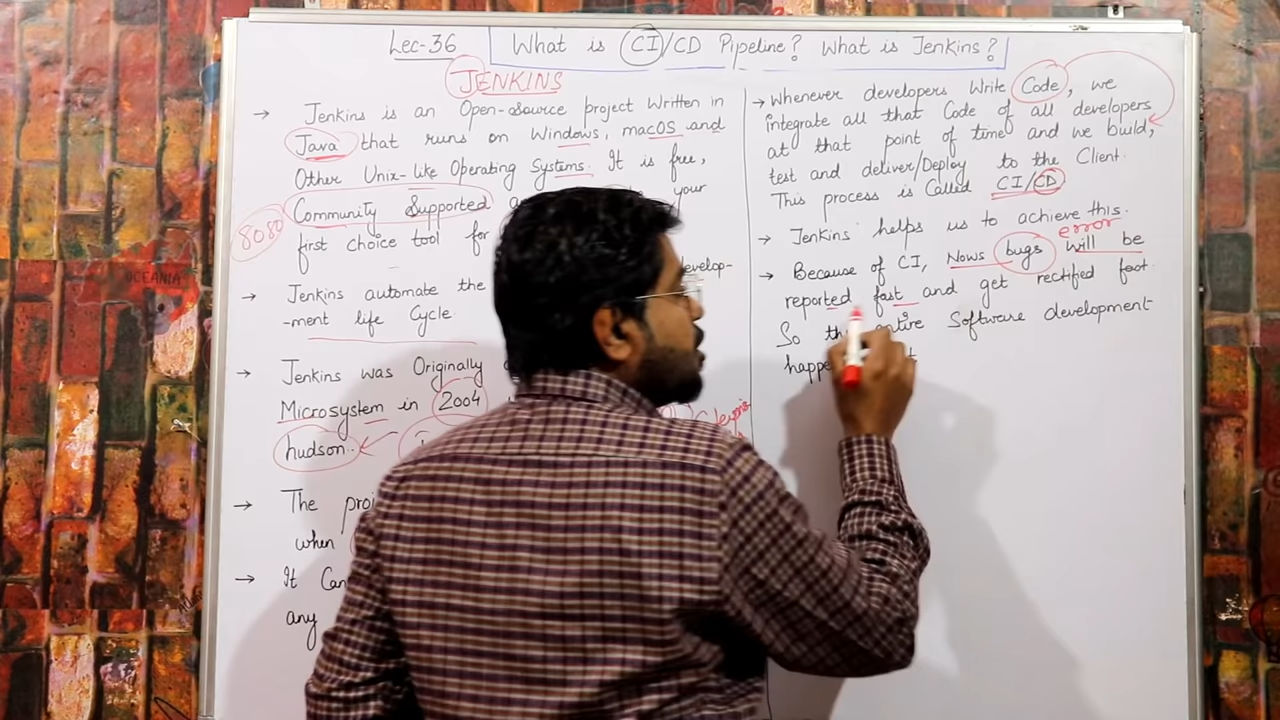 Lec-36
What is CI/CD Pipeline? What is Jenkins?
JENKINS
→ Jenkins is an Open-source project Written in
Java that runs on Windows, macOS and
Other Unix-like Operating Systems. It is free,
Community Supported your
8080
first choice tool for
→ Jenkins automate the develop-
-ment life Cycle.
→ Jenkins was Originally
Microsystem in 2004
hudson.
→ The
when
→ It Can
any
→ Whenever developers Write Code, we
integrate all that Code of all developers
at that point of time and we build,
test and deliver/Deploy to the Client.
This process is Called CI/CD
→ Jenkins helps us to achieve this.
error
→ Because of CI, Nows bugs will be
reported fast and get rectified fast.
So the entire Software development
OCEANIA